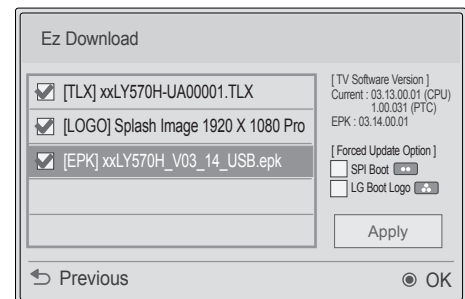 Ez Download
[TLX] xxLY570H-UA00001.TLX
[LOGO] Splash Image 1920 X 1080 Pro
[EPK] xxLY570H_V03_14_USB.epk
[ TV Software Version ]
Current : 03.13.00.01 (CPU)
1.00.031 (PTC)
EPK : 03.14.00.01
[ Forced Update Option ]
SPI Boot
LG Boot Logo
Apply
Previous
OK